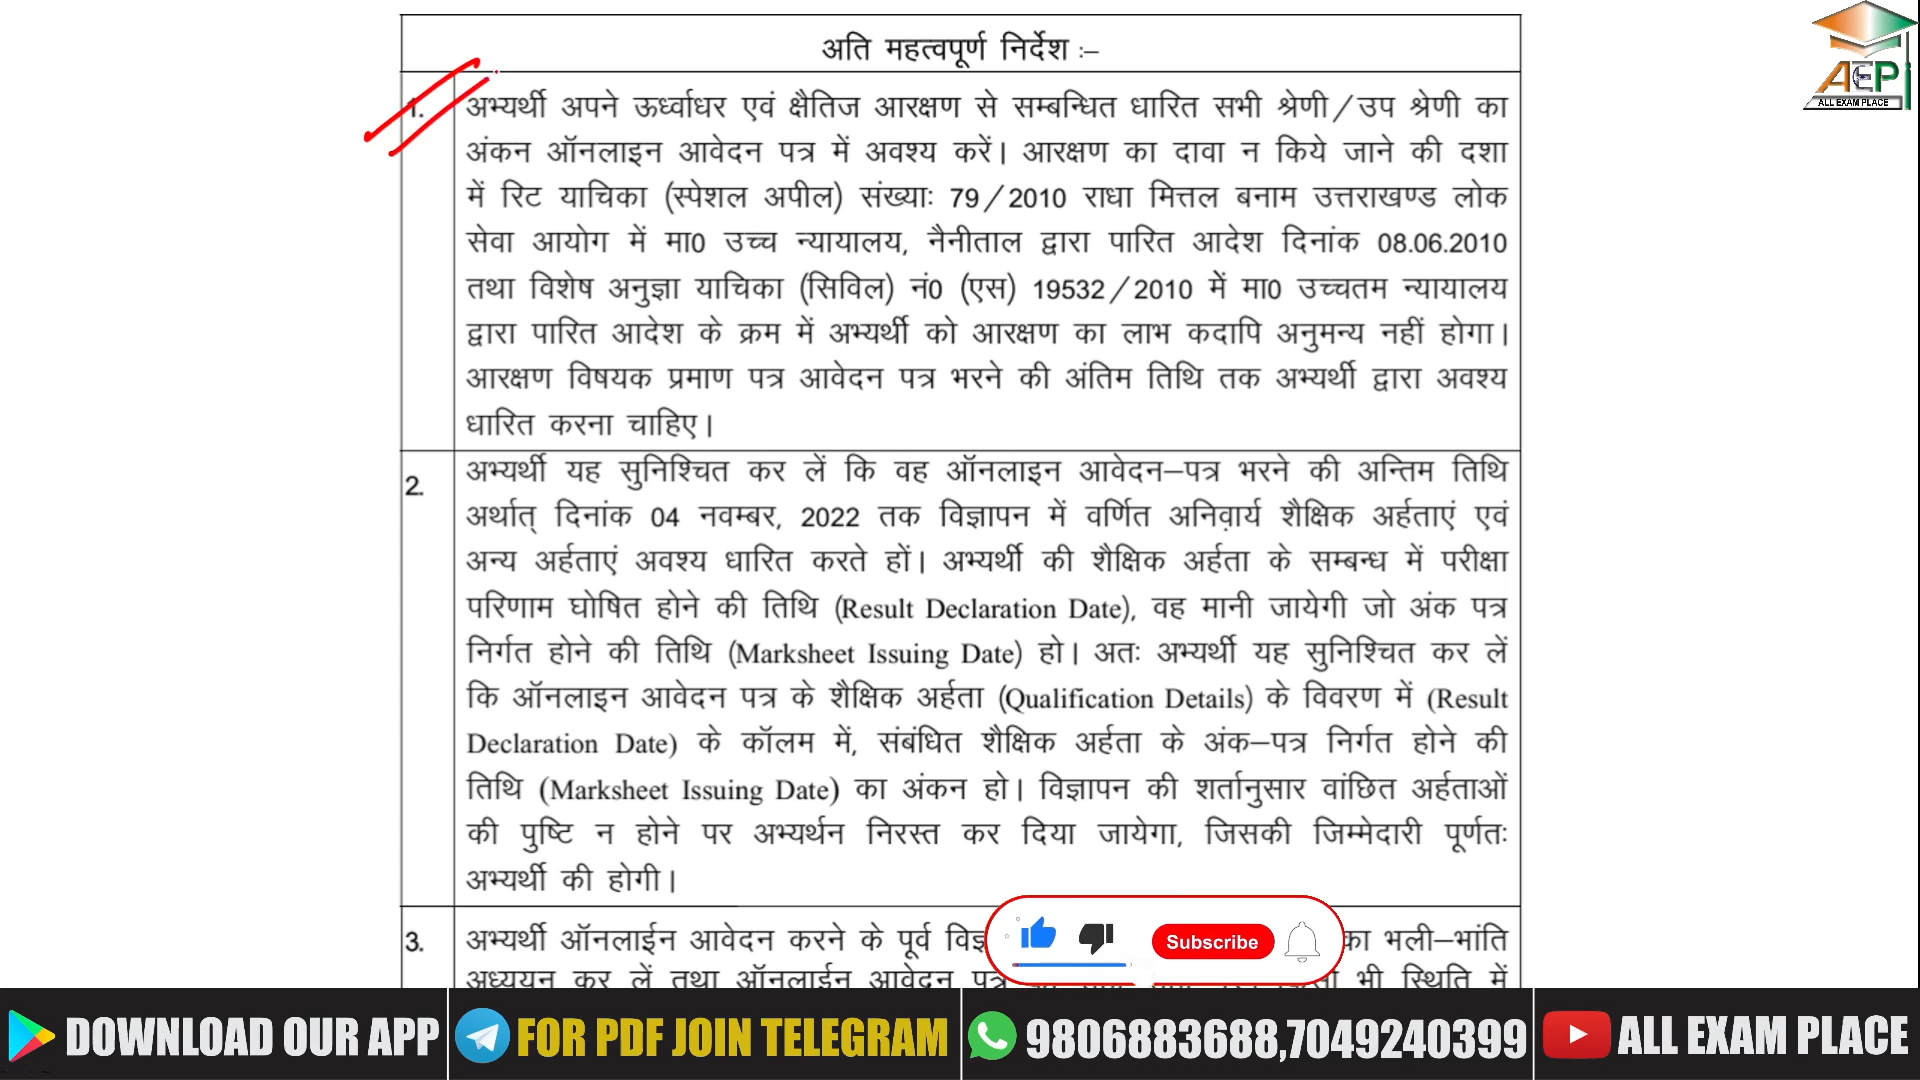 अति महत्वपूर्ण निर्देश :–
AEP
ALL EXAM PLACE
1. अभ्यर्थी अपने ऊर्ध्वाधर एवं क्षैतिज आरक्षण से सम्बन्धित धारित सभी श्रेणी/उप श्रेणी का
अंकन ऑनलाइन आवेदन पत्र में अवश्य करें। आरक्षण का दावा न किये जाने की दशा
में रिट याचिका (स्पेशल अपील) संख्याः 79/2010 राधा मित्तल बनाम उत्तराखण्ड लोक
सेवा आयोग में मा0 उच्च न्यायालय, नैनीताल द्वारा पारित आदेश दिनांक 08.06.2010
तथा विशेष अनुज्ञा याचिका (सिविल) नं0 (एस) 19532/2010 में मा0 उच्चतम न्यायालय
द्वारा पारित आदेश के क्रम में अभ्यर्थी को आरक्षण का लाभ कदापि अनुमन्य नहीं होगा।
आरक्षण विषयक प्रमाण पत्र आवेदन पत्र भरने की अंतिम तिथि तक अभ्यर्थी द्वारा अवश्य
धारित करना चाहिए।
2. अभ्यर्थी यह सुनिश्चित कर लें कि वह ऑनलाइन आवेदन–पत्र भरने की अन्तिम तिथि
अर्थात् दिनांक 04 नवम्बर, 2022 तक विज्ञापन में वर्णित अनिवार्य शैक्षिक अर्हताएं एवं
अन्य अर्हताएं अवश्य धारित करते हों। अभ्यर्थी की शैक्षिक अर्हता के सम्बन्ध में परीक्षा
परिणाम घोषित होने की तिथि (Result Declaration Date), वह मानी जायेगी जो अंक पत्र
निर्गत होने की तिथि (Marksheet Issuing Date) हो। अतः अभ्यर्थी यह सुनिश्चित कर लें
कि ऑनलाइन आवेदन पत्र के शैक्षिक अर्हता (Qualification Details) के विवरण में (Result
Declaration Date) के कॉलम में, संबंधित शैक्षिक अर्हता के अंक–पत्र निर्गत होने की
तिथि (Marksheet Issuing Date) का अंकन हो। विज्ञापन की शर्तानुसार वांछित अर्हताओं
की पुष्टि न होने पर अभ्यर्थन निरस्त कर दिया जायेगा, जिसकी जिम्मेदारी पूर्णतः
अभ्यर्थी की होगी।
3. अभ्यर्थी ऑनलाईन आवेदन करने के पूर्व का भली–भांति
अध्ययन कर लें तथा ऑनलाईन आवेदन पत्र भी स्थिति में
Subscribe
DOWNLOAD OUR APP
FOR PDF JOIN TELEGRAM
9806883688,7049240399
ALL EXAM PLACE